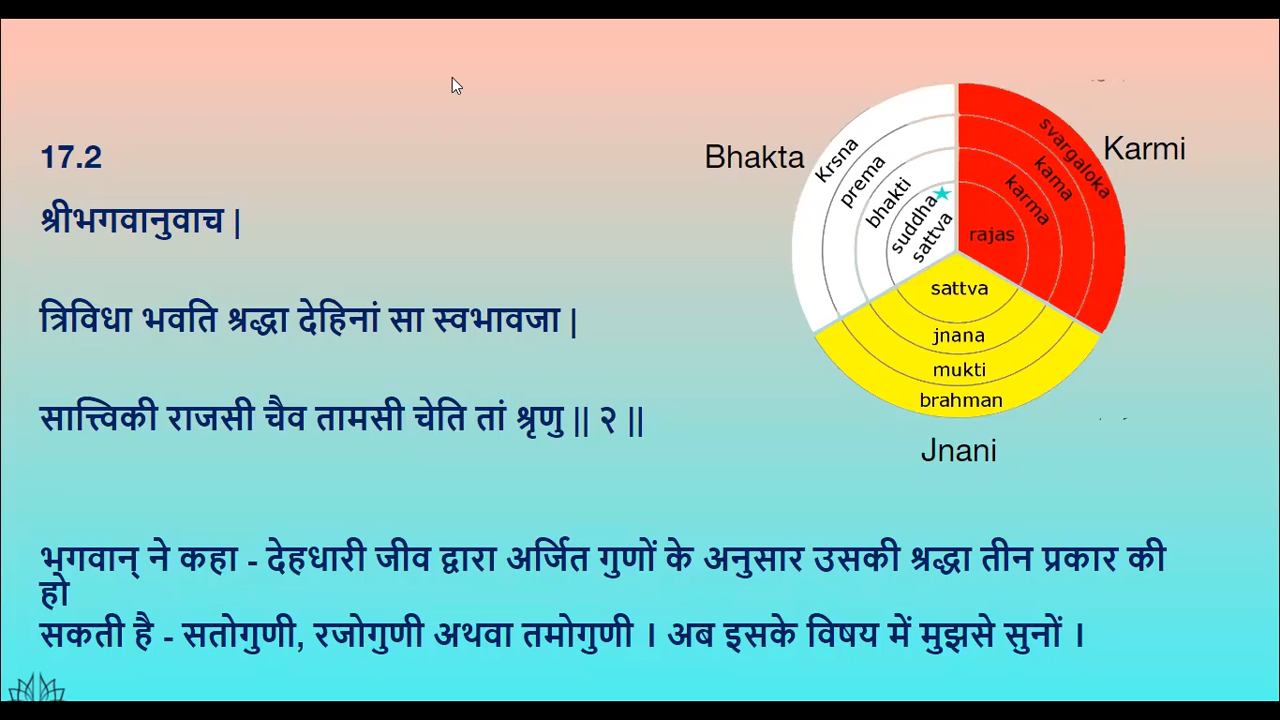 17.2
श्रीभगवानुवाच |
त्रिविधा भवति श्रद्धा देहिनां सा स्वभावजा |
सात्त्विकी राजसी चैव तामसी चेति तां श्रृणु || २ ||
भगवान् ने कहा - देहधारी जीव द्वारा अर्जित गुणों के अनुसार उसकी श्रद्धा तीन प्रकार की
हो
सकती है - सतोगुणी, रजोगुणी अथवा तमोगुणी । अब इसके विषय में मुझसे सुनों ।
Bhakta
Krsna
prema
bhakti
suddha
sattva
Karmi
svargaloka
kama
karma
rajas
sattva
jnana
mukti
brahman
Jnani